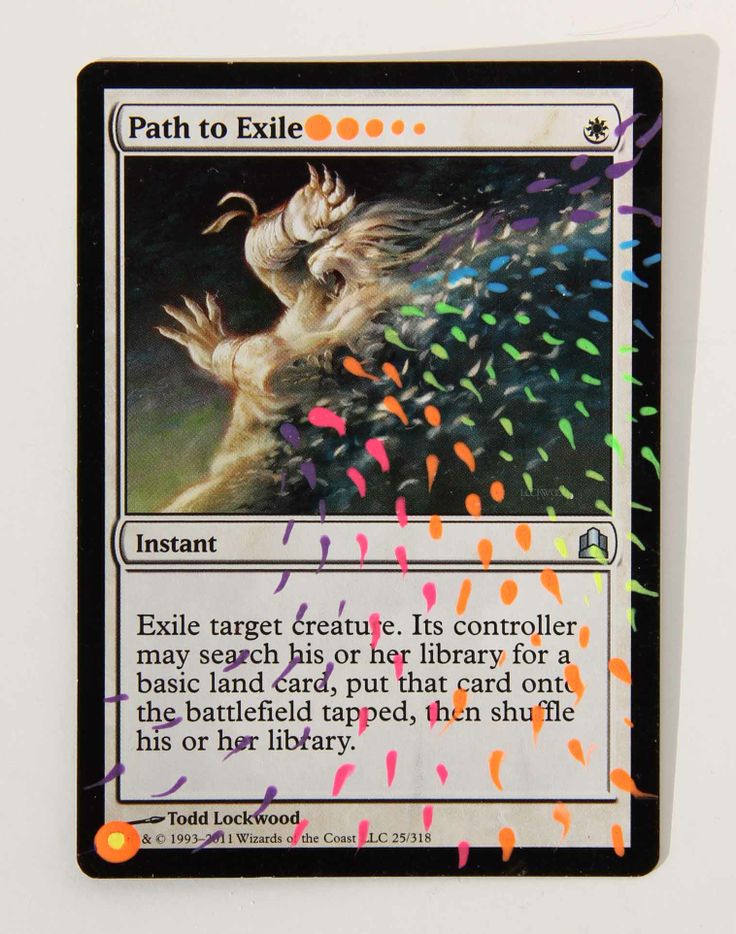 Path to Exile
LOCKWOOD
Instant
Exile target creature. Its controller
may search his or her library for a
basic land card, put that card onto
the battlefield tapped, then shuffle
his or her library.
Todd Lockwood
& © 1993–2011 Wizards of the Coast LLC 25/318